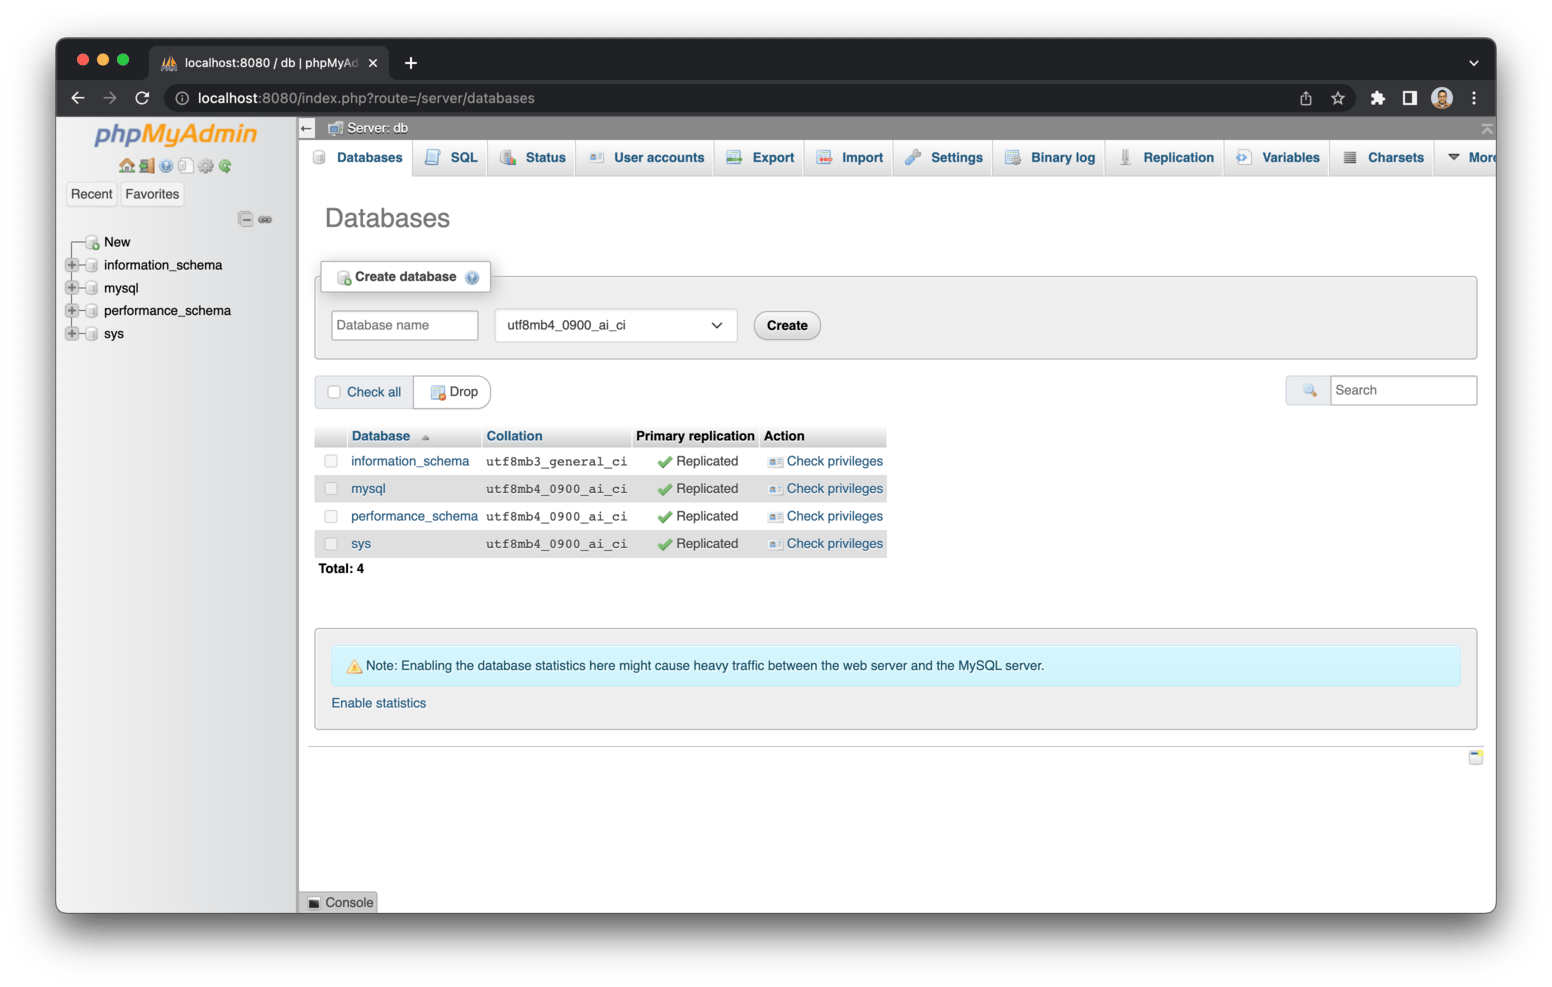 localhost:8080 / db | phpMyAd
localhost:8080/index.php?route=/server/databases
phpMyAdmin
Recent Favorites
New
information_schema
mysql
performance_schema
sys
Server: db
Databases SQL Status User accounts Export Import Settings Binary log Replication Variables Charsets More
Databases
Create database
Database name utf8mb4_0900_ai_ci Create
Check all Drop Search
Database Collation Primary replication Action
information_schema utf8mb3_general_ci Replicated Check privileges
mysql utf8mb4_0900_ai_ci Replicated Check privileges
performance_schema utf8mb4_0900_ai_ci Replicated Check privileges
sys utf8mb4_0900_ai_ci Replicated Check privileges
Total: 4
Note: Enabling the database statistics here might cause heavy traffic between the web server and the MySQL server.
Enable statistics
Console